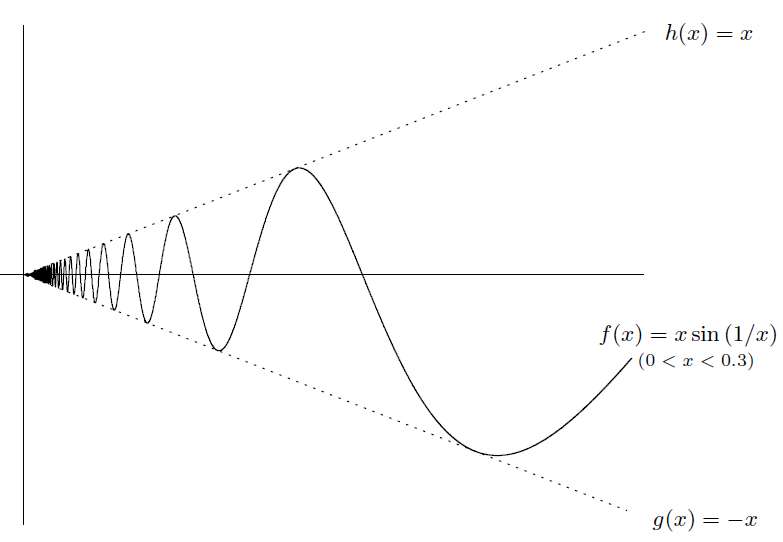 h(x) = x
f(x) = x sin (1/x)
(0 < x < 0.3)
g(x) = −x